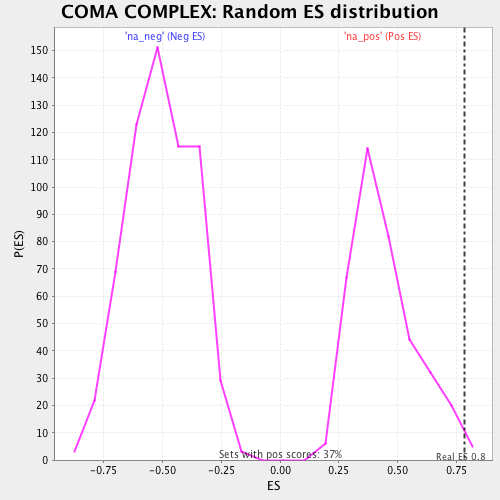 COMA COMPLEX: Random ES distribution
'na_neg' (Neg ES)
'na_pos' (Pos ES)
150
140
130
120
110
100
90
80
70
60
50
40
30
20
10
0
P(ES)
Sets with pos scores: 37%
Real ES 0.8
-0.75 -0.50 -0.25 0.00 0.25 0.50 0.75
ES